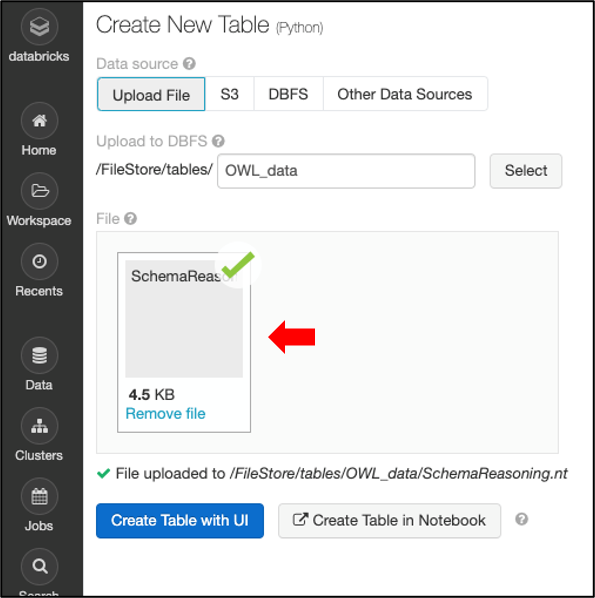 databricks
Home
Workspace
Recents
Data
Clusters
Jobs
Search
Create New Table (Python)
Data source
Upload File S3 DBFS Other Data Sources
Upload to DBFS
/FileStore/tables/ OWL_data Select
File
SchemaReaso
4.5 KB
Remove file
File uploaded to /FileStore/tables/OWL_data/SchemaReasoning.nt
Create Table with UI Create Table in Notebook